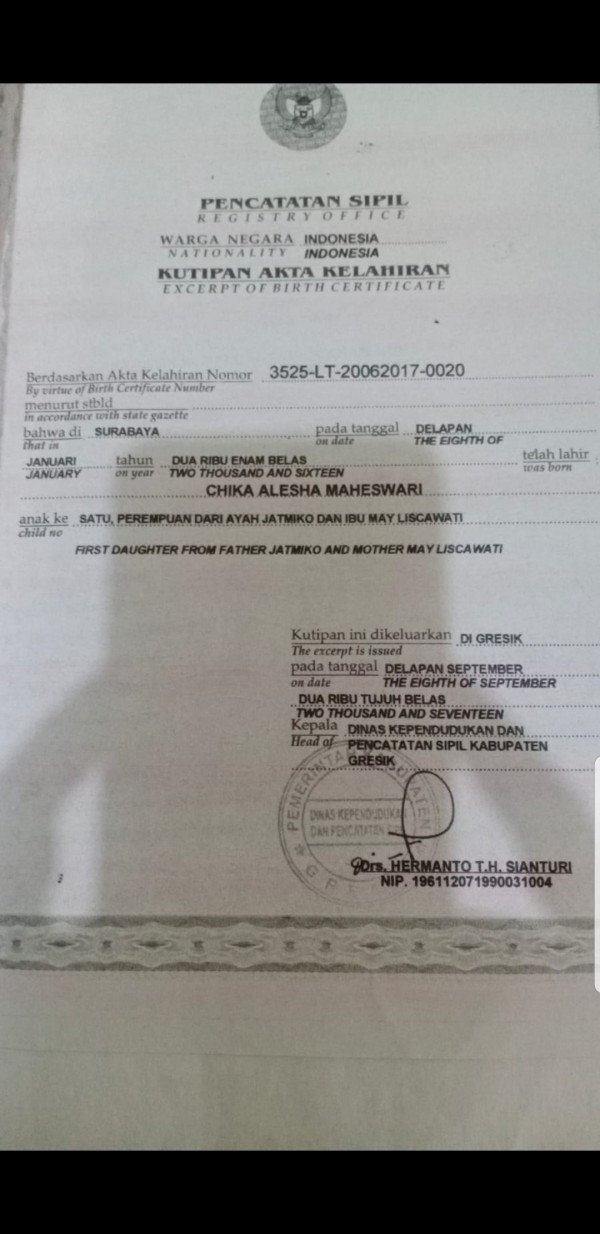 PENCATATAN SIPIL
REGISTRY OFFICE
WARGA NEGARA INDONESIA
NATIONALITY INDONESIA
KUTIPAN AKTA KELAHIRAN
EXCERPT OF BIRTH CERTIFICATE
Berdasarkan Akta Kelahiran Nomor 3525-LT-20062017-0020
By virtue of Birth Certificate Number
menurut stbld
in accordance with state gazette
bahwa di SURABAYA pada tanggal DELAPAN
that in on date THE EIGHTH OF
JANUARI tahun DUA RIBU ENAM BELAS telah lahir :
JANUARY on year TWO THOUSAND AND SIXTEEN was born
CHIKA ALESHA MAHESWARI
anak ke SATU, PEREMPUAN DARI AYAH JATMIKO DAN IBU MAY LISCAWATI
child no
FIRST DAUGHTER FROM FATHER JATMIKO AND MOTHER MAY LISCAWATI
Kutipan ini dikeluarkan DI GRESIK
The excerpt is issued
pada tanggal DELAPAN SEPTEMBER
on date THE EIGHTH OF SEPTEMBER
DUA RIBU TUJUH BELAS
TWO THOUSAND AND SEVENTEEN
Kepala DINAS KEPENDUDUKAN DAN
Head of PENCATATAN SIPIL KABUPATEN
GRESIK
PEMERINTAH KABUPATEN
DINAS KEPENDUDUKAN
DAN PENCATATAN
Drs. HERMANTO T.H. SIANTURI
NIP. 196112071990031004